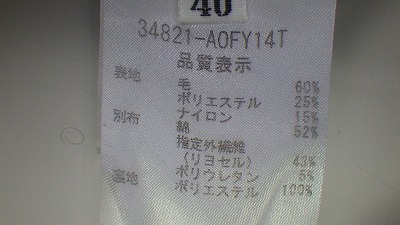 40
34821-A0FY14T
品質表示
表地 毛 60%
ポリエステル 25%
ナイロン 15%
別布 綿 52%
指定外繊維
(リヨセル) 43%
ポリウレタン 5%
裏地 ポリエステル 100%